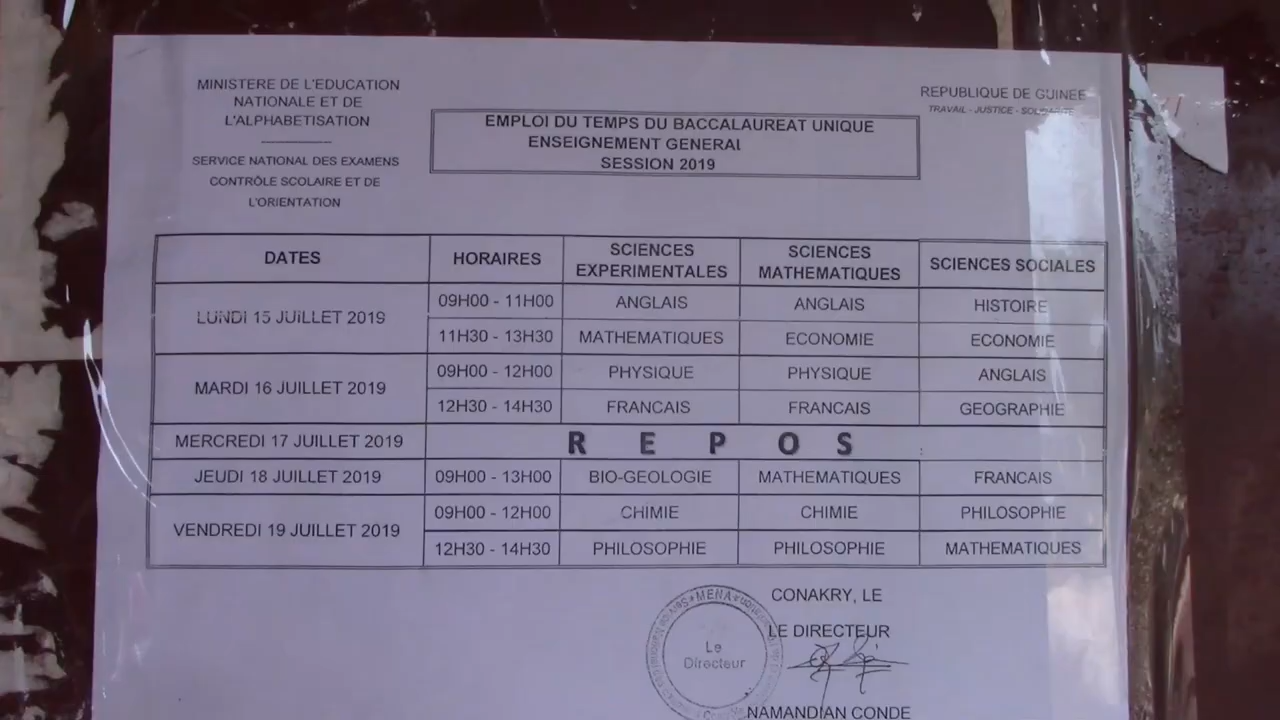 MINISTERE DE L'EDUCATION
NATIONALE ET DE
L'ALPHABETISATION
SERVICE NATIONAL DES EXAMENS
CONTRÔLE SCOLAIRE ET DE
L'ORIENTATION
REPUBLIQUE DE GUINEE
TRAVAIL - JUSTICE - SOLIDARITE
EMPLOI DU TEMPS DU BACCALAUREAT UNIQUE
ENSEIGNEMENT GENERAL
SESSION 2019
DATES HORAIRES SCIENCES EXPERIMENTALES SCIENCES MATHEMATIQUES SCIENCES SOCIALES
LUNDI 15 JUILLET 2019 09H00 - 11H00 ANGLAIS ANGLAIS HISTOIRE
11H30 - 13H30 MATHEMATIQUES ECONOMIE ECONOMIE
MARDI 16 JUILLET 2019 09H00 - 12H00 PHYSIQUE PHYSIQUE ANGLAIS
12H30 - 14H30 FRANCAIS FRANCAIS GEOGRAPHIE
MERCREDI 17 JUILLET 2019 R E P O S
JEUDI 18 JUILLET 2019 09H00 - 13H00 BIO-GEOLOGIE MATHEMATIQUES FRANCAIS
VENDREDI 19 JUILLET 2019 09H00 - 12H00 CHIMIE CHIMIE PHILOSOPHIE
12H30 - 14H30 PHILOSOPHIE PHILOSOPHIE MATHEMATIQUES
CONAKRY, LE
LE DIRECTEUR
MENA
Le
Directeur
NAMANDIAN CONDE